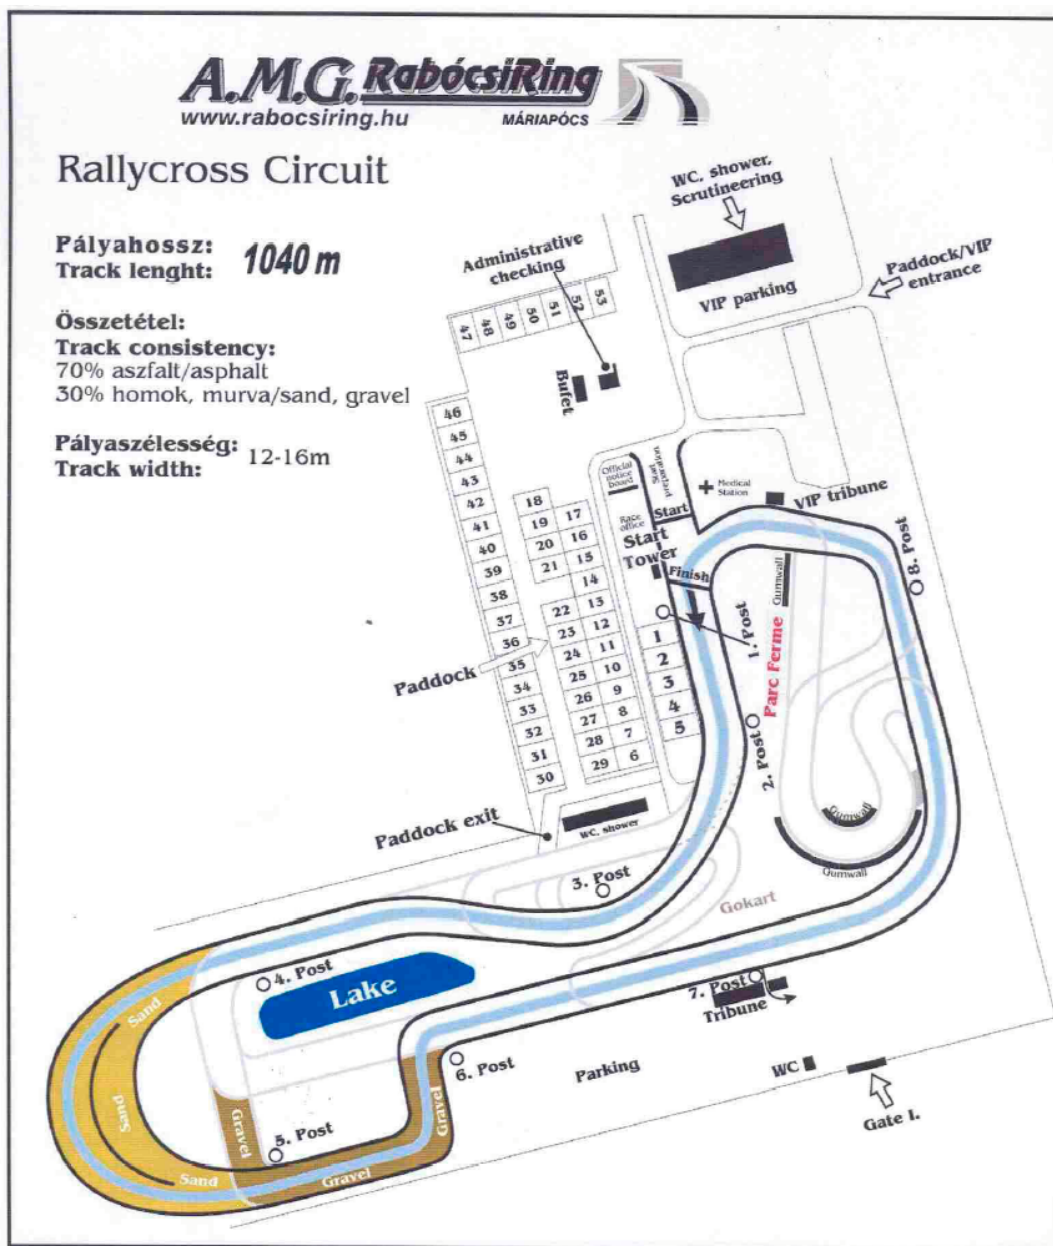 A.M.G. RabócsiRing
www.rabocsiring.hu
MÁRIAPÓCS
Rallycross Circuit
Pályahossz:
Track lenght:
1040 m
Összetétel:
Track consistency:
70% aszfalt/asphalt
30% homok, murva/sand, gravel
Pályaszélesség:
Track width:
12-16m
WC, shower,
Scrutineering
Administrative
checking
VIP parking
Paddock/VIP
entrance
47
48
49
50
51
52
53
Bufet
46
45
44
43
42
41
40
39
38
37
36
35
34
33
32
31
30
Official
notice
board
Start
preparation
Medical
Station
VIP tribune
Race
office
Start
Start
Tower
Finish
18
19
20
21
17
16
15
14
22
23
24
25
26
27
28
29
13
12
11
10
9
8
7
6
1
2
3
4
5
Gumwall
8. Post
1. Post
Parc Ferme
2. Post
Paddock
Paddock exit
WC, shower
Gumwall
Gumwall
3. Post
Gokart
4. Post
Lake
7. Post
Tribune
Sand
Sand
Sand
Gravel
Gravel
Gravel
5. Post
6. Post
Parking
WC
Gate I.